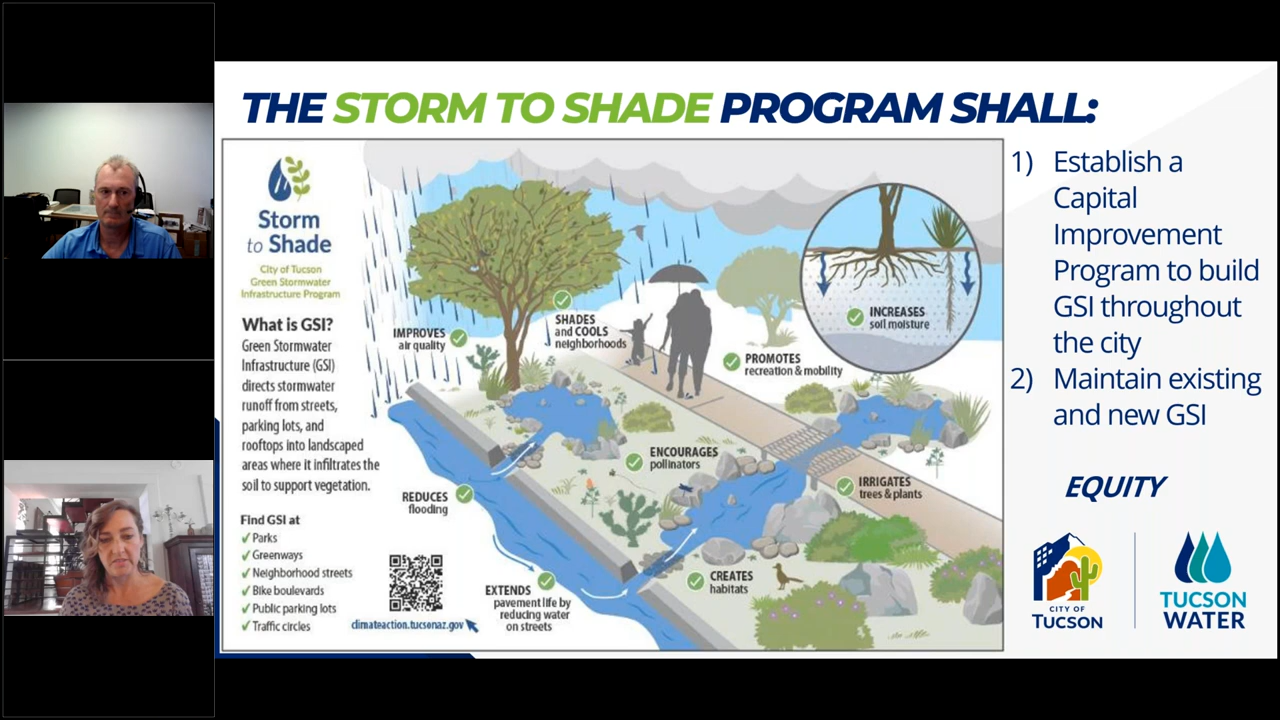 THE STORM TO SHADE PROGRAM SHALL:
Storm
to Shade
City of Tucson
Green Stormwater
Infrastructure Program
What is GSI?
Green Stormwater
Infrastructure (GSI)
directs stormwater
runoff from streets,
parking lots, and
rooftops into landscaped
areas where it infiltrates the
soil to support vegetation.
Find GSI at
✓ Parks
✓ Greenways
✓ Neighborhood streets
✓ Bike boulevards
✓ Public parking lots
✓ Traffic circles
climateaction.tucsonaz.gov
IMPROVES
air quality
SHADES
and COOLS
neighborhoods
INCREASES
soil moisture
PROMOTES
recreation & mobility
ENCOURAGES
pollinators
REDUCES
flooding
IRRIGATES
trees & plants
EXTENDS
pavement life by
reducing water
on streets
CREATES
habitats
1) Establish a
Capital
Improvement
Program to build
GSI throughout
the city
2) Maintain existing
and new GSI
EQUITY
CITY OF
TUCSON
TUCSON
WATER